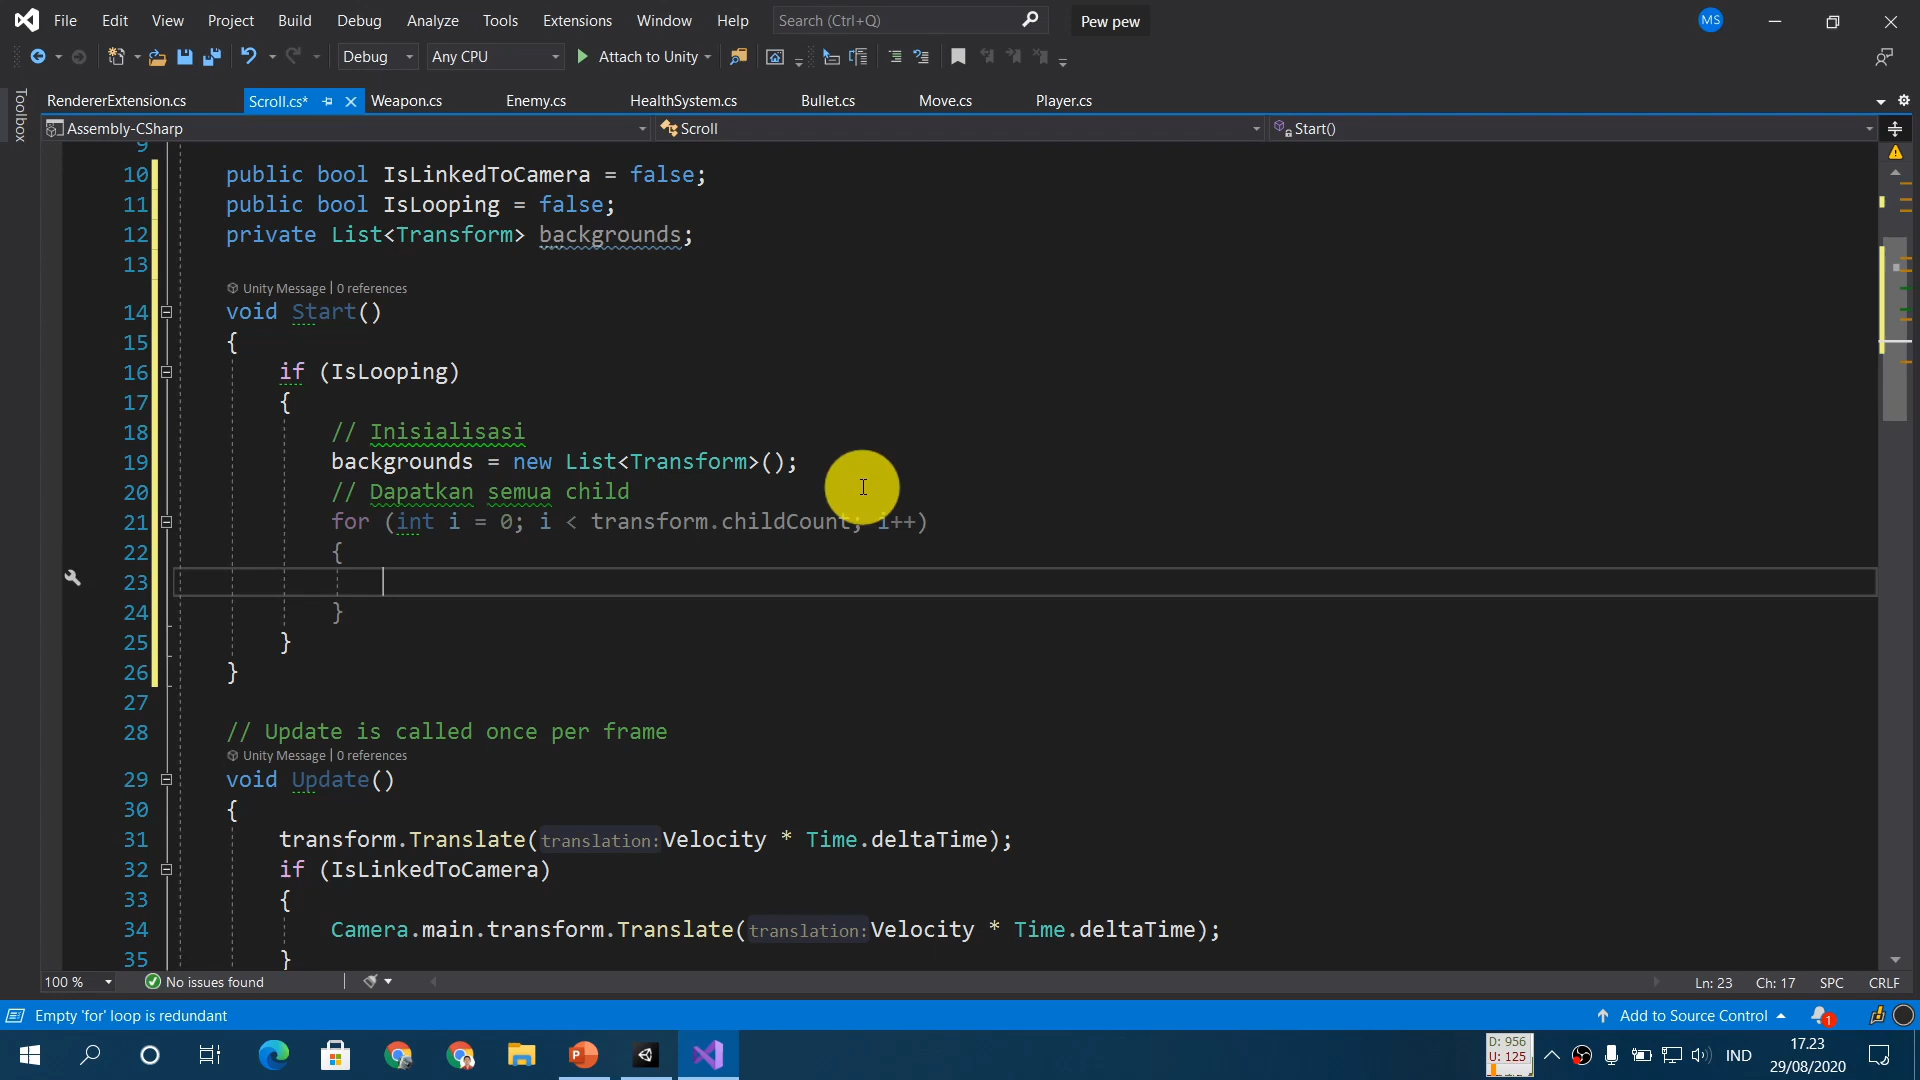 File Edit View Project Build Debug Analyze Tools Extensions Window Help Search (Ctrl+Q) Pew pew MS
Debug Any CPU Attach to Unity
Toolbox
RendererExtension.cs Scroll.cs* Weapon.cs Enemy.cs HealthSystem.cs Bullet.cs Move.cs Player.cs
Assembly-CSharp Scroll Start()
9
10 public bool IsLinkedToCamera = false;
11 public bool IsLooping = false;
12 private List<Transform> backgrounds;
13
Unity Message | 0 references
14 void Start()
15 {
16 if (IsLooping)
17 {
18 // Inisialisasi
19 backgrounds = new List<Transform>();
20 // Dapatkan semua child
21 for (int i = 0; i < transform.childCount; i++)
22 {
23
24 }
25 }
26 }
27
28 // Update is called once per frame
Unity Message | 0 references
29 void Update()
30 {
31 transform.Translate(translation:Velocity * Time.deltaTime);
32 if (IsLinkedToCamera)
33 {
34 Camera.main.transform.Translate(translation:Velocity * Time.deltaTime);
35 }
100 % No issues found Ln: 23 Ch: 17 SPC CRLF
Empty 'for' loop is redundant Add to Source Control 1
D: 956
U: 125
IND
17.23
29/08/2020